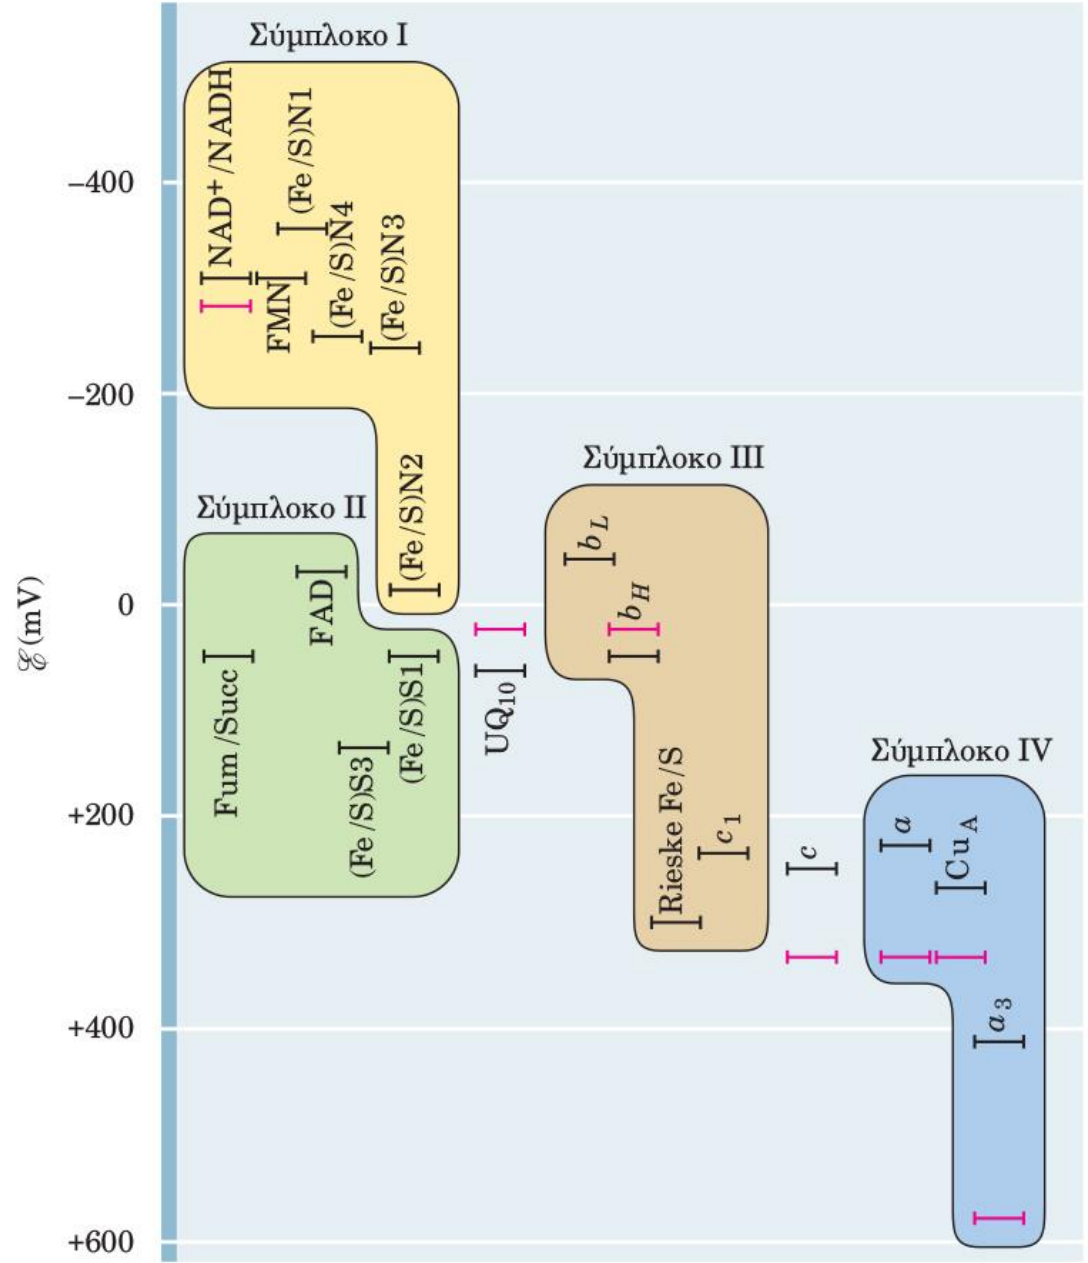 Σύμπλοκο I
NAD⁺/NADH
(Fe/S)N1
FMN
(Fe/S)N4
(Fe/S)N3
(Fe/S)N2
Σύμπλοκο II
FAD
Fum/Succ
(Fe/S)S3
(Fe/S)S1
UQ₁₀
Σύμπλοκο III
b_L
b_H
Rieske Fe/S
c₁
c
Σύμπλοκο IV
a
Cu_A
a₃
ℰ (mV)
–400
–200
0
+200
+400
+600